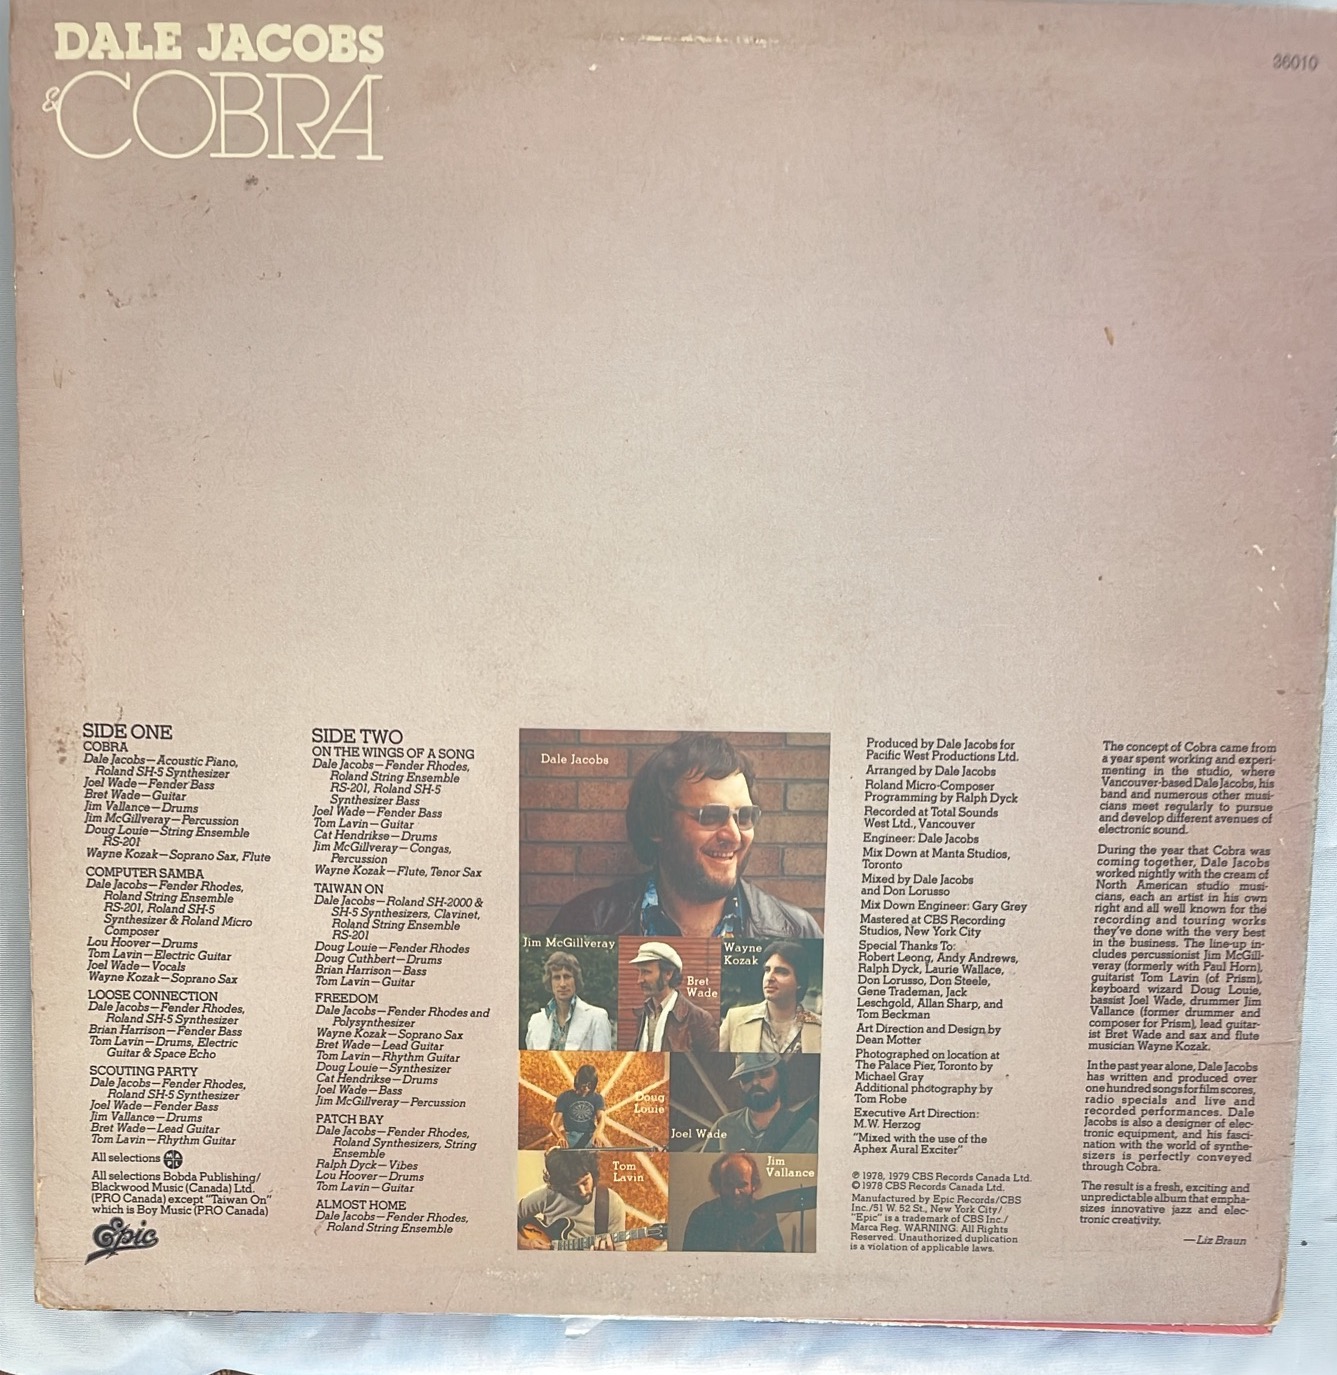 DALE JACOBS
& COBRA
36010
SIDE ONE
COBRA
Dale Jacobs—Acoustic Piano,
Roland SH-5 Synthesizer
Joel Wade—Fender Bass
Bret Wade—Guitar
Jim Vallance—Drums
Jim McGillveray—Percussion
Doug Louie—String Ensemble
RS-201
Wayne Kozak—Soprano Sax, Flute
COMPUTER SAMBA
Dale Jacobs—Fender Rhodes,
Roland String Ensemble
RS-201, Roland SH-5
Synthesizer & Roland Micro
Composer
Lou Hoover—Drums
Tom Lavin—Electric Guitar
Joel Wade—Vocals
Wayne Kozak—Soprano Sax
LOOSE CONNECTION
Dale Jacobs—Fender Rhodes,
Roland SH-5 Synthesizer
Brian Harrison—Fender Bass
Tom Lavin—Drums, Electric
Guitar & Space Echo
SCOUTING PARTY
Dale Jacobs—Fender Rhodes,
Roland SH-5 Synthesizer
Joel Wade—Fender Bass
Jim Vallance—Drums
Bret Wade—Lead Guitar
Tom Lavin—Rhythm Guitar
All selections
All selections Bobda Publishing/
Blackwood Music (Canada) Ltd.
(PRO Canada) except "Taiwan On"
which is Boy Music (PRO Canada)
Epic
SIDE TWO
ON THE WINGS OF A SONG
Dale Jacobs—Fender Rhodes,
Roland String Ensemble
RS-201, Roland SH-5
Synthesizer Bass
Joel Wade—Fender Bass
Tom Lavin—Guitar
Cat Hendrikse—Drums
Jim McGillveray—Congas,
Percussion
Wayne Kozak—Flute, Tenor Sax
TAIWAN ON
Dale Jacobs—Roland SH-2000 &
SH-5 Synthesizers, Clavinet,
Roland String Ensemble
RS-201
Doug Louie—Fender Rhodes
Doug Cuthbert—Drums
Brian Harrison—Bass
Tom Lavin—Guitar
FREEDOM
Dale Jacobs—Fender Rhodes and
Polysynthesizer
Wayne Kozak—Soprano Sax
Bret Wade—Lead Guitar
Tom Lavin—Rhythm Guitar
Doug Louie—Synthesizer
Cat Hendrikse—Drums
Joel Wade—Bass
Jim McGillveray—Percussion
PATCH BAY
Dale Jacobs—Fender Rhodes,
Roland Synthesizers, String
Ensemble
Ralph Dyck—Vibes
Lou Hoover—Drums
Tom Lavin—Guitar
ALMOST HOME
Dale Jacobs—Fender Rhodes,
Roland String Ensemble
Dale Jacobs
Jim McGillveray
Bret
Wade
Wayne
Kozak
Doug
Louie
Joel Wade
Tom
Lavin
Jim
Vallance
Produced by Dale Jacobs for
Pacific West Productions Ltd.
Arranged by Dale Jacobs
Roland Micro-Composer
Programming by Ralph Dyck
Recorded at Total Sounds
West Ltd., Vancouver
Engineer: Dale Jacobs
Mix Down at Manta Studios,
Toronto
Mixed by Dale Jacobs
and Don Lorusso
Mix Down Engineer: Gary Grey
Mastered at CBS Recording
Studios, New York City
Special Thanks To:
Robert Leong, Andy Andrews,
Ralph Dyck, Laurie Wallace,
Don Lorusso, Don Steele,
Gene Trademan, Jack
Leschgold, Allan Sharp, and
Tom Beckman
Art Direction and Design by
Dean Motter
Photographed on location at
The Palace Pier, Toronto by
Michael Gray
Additional photography by
Tom Robe
Executive Art Direction:
M.W. Herzog
"Mixed with the use of the
Aphex Aural Exciter"
℗ 1978, 1979 CBS Records Canada Ltd.
© 1978 CBS Records Canada Ltd.
Manufactured by Epic Records/CBS
Inc./51 W. 52 St., New York City/
"Epic" is a trademark of CBS Inc./
Marca Reg. WARNING. All Rights
Reserved. Unauthorized duplication
is a violation of applicable laws.
The concept of Cobra came from
a year spent working and experi-
menting in the studio, where
Vancouver-based Dale Jacobs, his
band and numerous other musi-
cians meet regularly to pursue
and develop different avenues of
electronic sound.
During the year that Cobra was
coming together, Dale Jacobs
worked nightly with the cream of
North American studio musi-
cians, each an artist in his own
right and all well known for the
recording and touring works
they've done with the very best
in the business. The line-up in-
cludes percussionist Jim McGill-
veray (formerly with Paul Horn),
guitarist Tom Lavin (of Prism),
keyboard wizard Doug Louie,
bassist Joel Wade, drummer Jim
Vallance (former drummer and
composer for Prism), lead guitar-
ist Bret Wade and sax and flute
musician Wayne Kozak.
In the past year alone, Dale Jacobs
has written and produced over
one hundred songs for film scores,
radio specials and live and
recorded performances. Dale
Jacobs is also a designer of elec-
tronic equipment, and his fasci-
nation with the world of synthe-
sizers is perfectly conveyed
through Cobra.
The result is a fresh, exciting and
unpredictable album that empha-
sizes innovative jazz and elec-
tronic creativity.
—Liz Braun